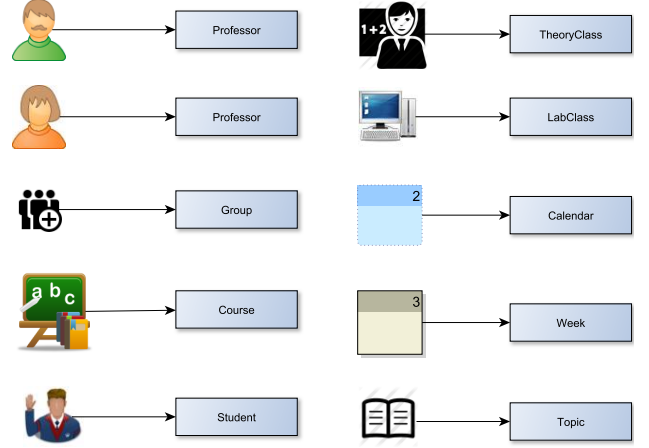 Professor
1+2
TheoryClass
Professor
LabClass
Group
2
Calendar
a b c
Course
3
Week
Student
Topic